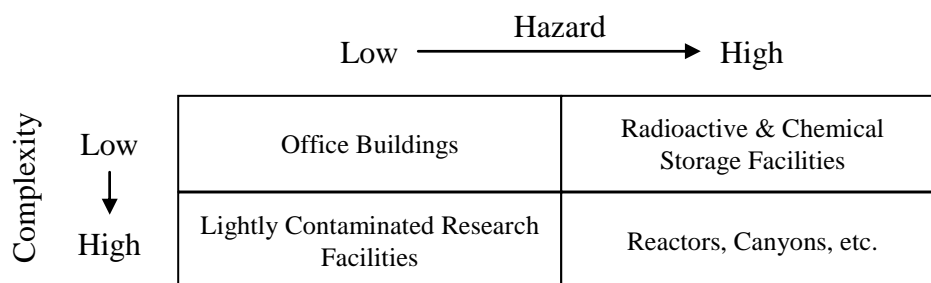 Hazard
Low High
Complexity
Low
High
Office Buildings
Radioactive & Chemical
Storage Facilities
Lightly Contaminated Research
Facilities
Reactors, Canyons, etc.